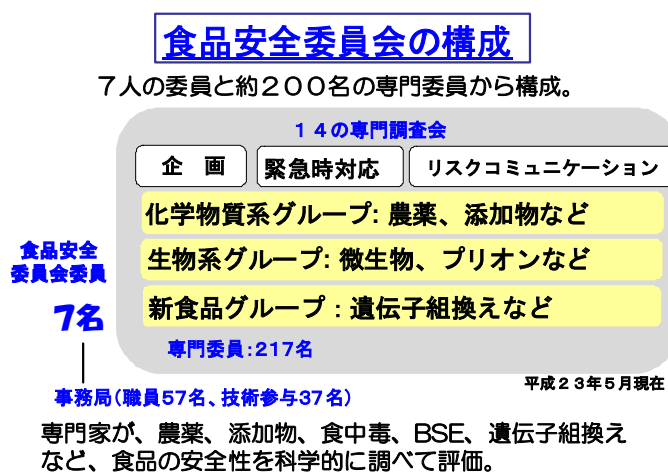 食品安全委員会の構成
7人の委員と約200名の専門委員から構成。
14の専門調査会
企 画
緊急時対応
リスクコミュニケーション
化学物質系グループ: 農薬、添加物など
食品安全
委員会委員
7名
生物系グループ: 微生物、プリオンなど
新食品グループ：遺伝子組換えなど
専門委員:217名
平成23年5月現在
事務局(職員57名、技術参与37名)
専門家が、農薬、添加物、食中毒、BSE、遺伝子組換え
など、食品の安全性を科学的に調べて評価。